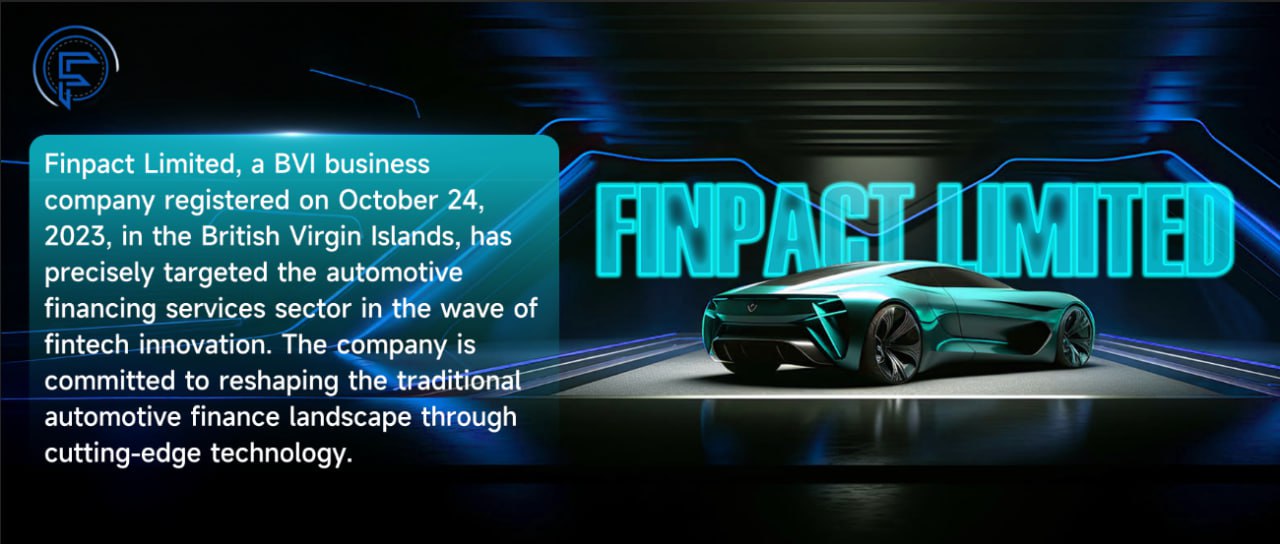 Finpact Limited, a BVI business
company registered on October 24,
2023, in the British Virgin Islands, has
precisely targeted the automotive
financing services sector in the wave of
fintech innovation. The company is
committed to reshaping the traditional
automotive finance landscape through
cutting-edge technology.
FINPACT LIMITED